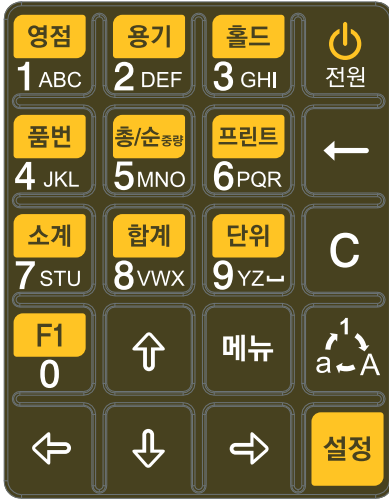 영점 용기 홀드
1 ABC 2 DEF 3 GHI 전원
품번 총/순중량 프린트
4 JKL 5 MNO 6 PQR
소계 합계 단위
7 STU 8 VWX 9 YZ⎵ C
F1 메뉴 1
0 a A
설정